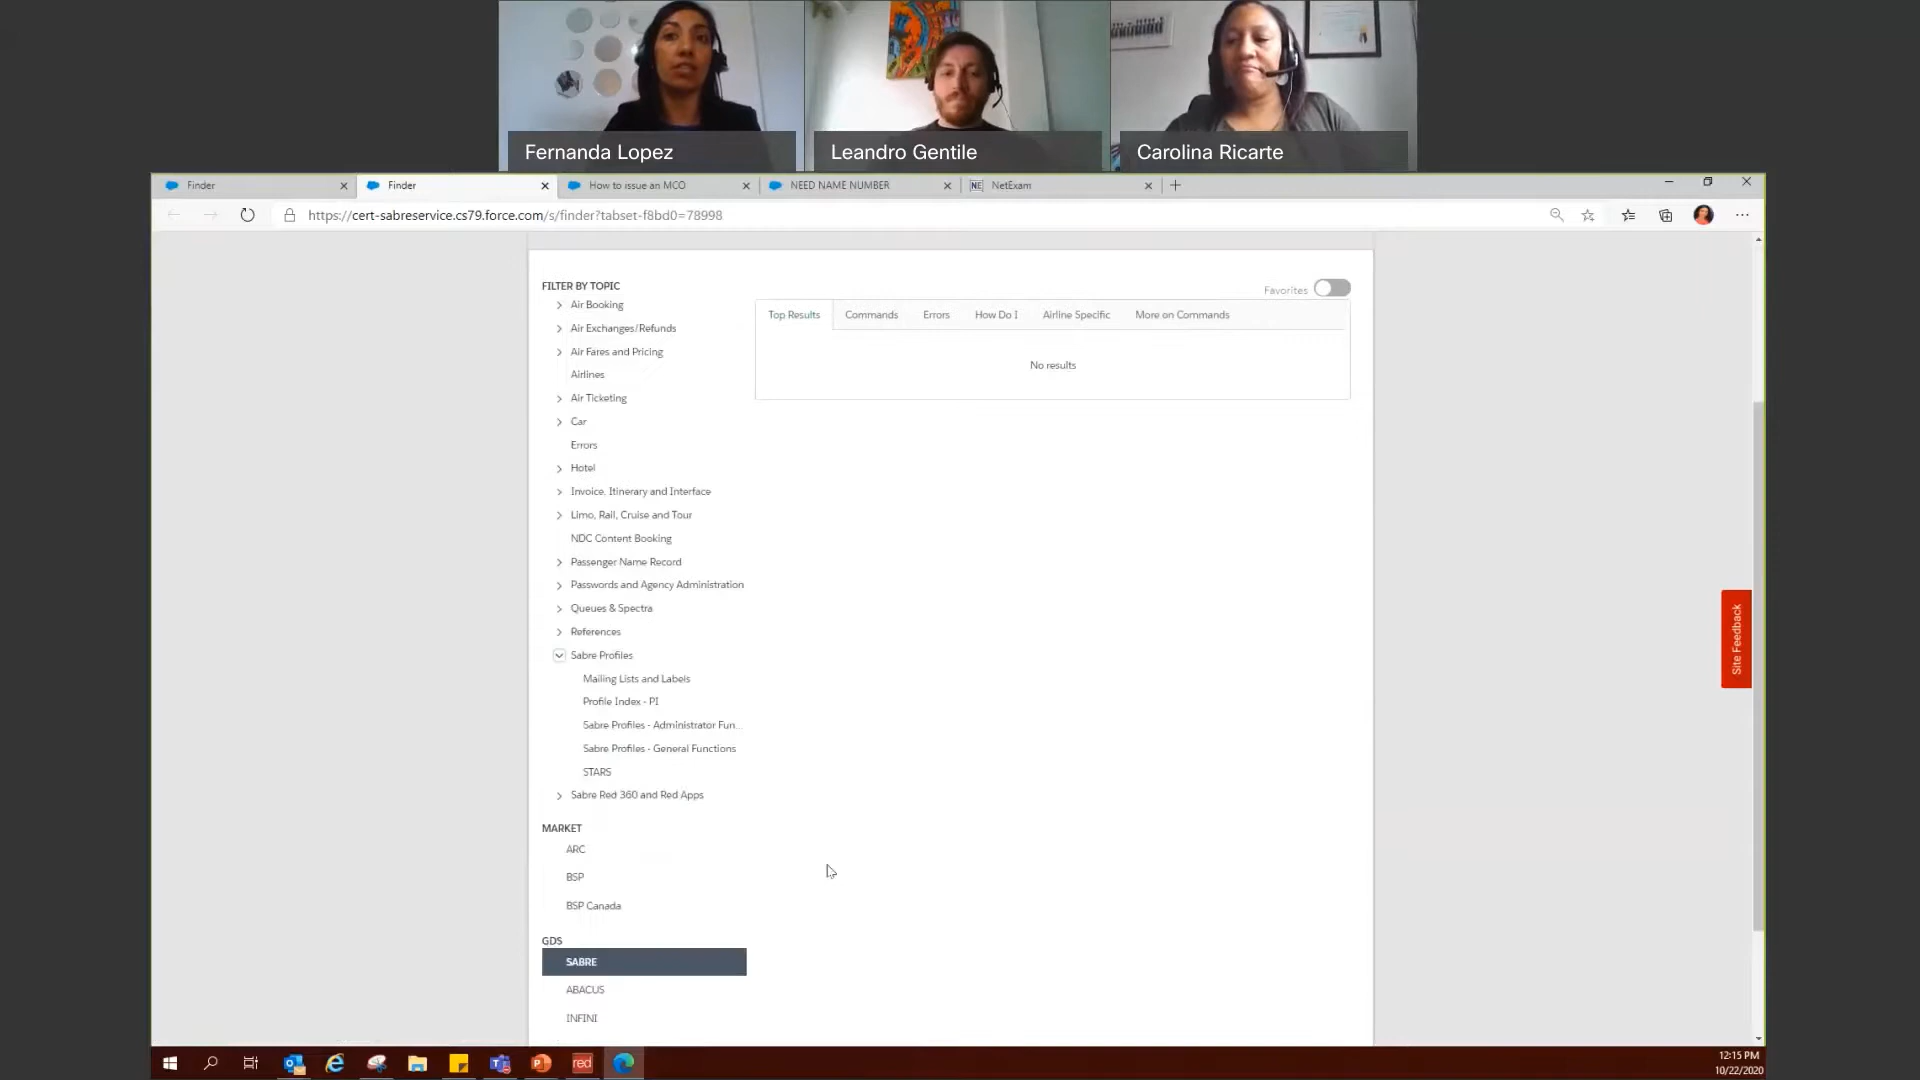 Fernanda Lopez
Leandro Gentile
Carolina Ricarte
Finder
Finder
How to issue an MCO
NEED NAME NUMBER
NE NetExam
https://cert-sabreservice.cs79.force.com/s/finder?tabset-f8bd0=78998
FILTER BY TOPIC
Favorites
Air Booking
Air Exchanges/Refunds
Air Fares and Pricing
Airlines
Air Ticketing
Car
Errors
Hotel
Invoice, Itinerary and Interface
Limo, Rail, Cruise and Tour
NDC Content Booking
Passenger Name Record
Passwords and Agency Administration
Queues & Spectra
References
Sabre Profiles
Mailing Lists and Labels
Profile Index - PI
Sabre Profiles - Administrator Fun...
Sabre Profiles - General Functions
STARS
Sabre Red 360 and Red Apps
MARKET
ARC
BSP
BSP Canada
GDS
SABRE
ABACUS
INFINI
Top Results Commands Errors How Do I Airline Specific More on Commands
No results
Site Feedback
red
12:15 PM
10/22/2020